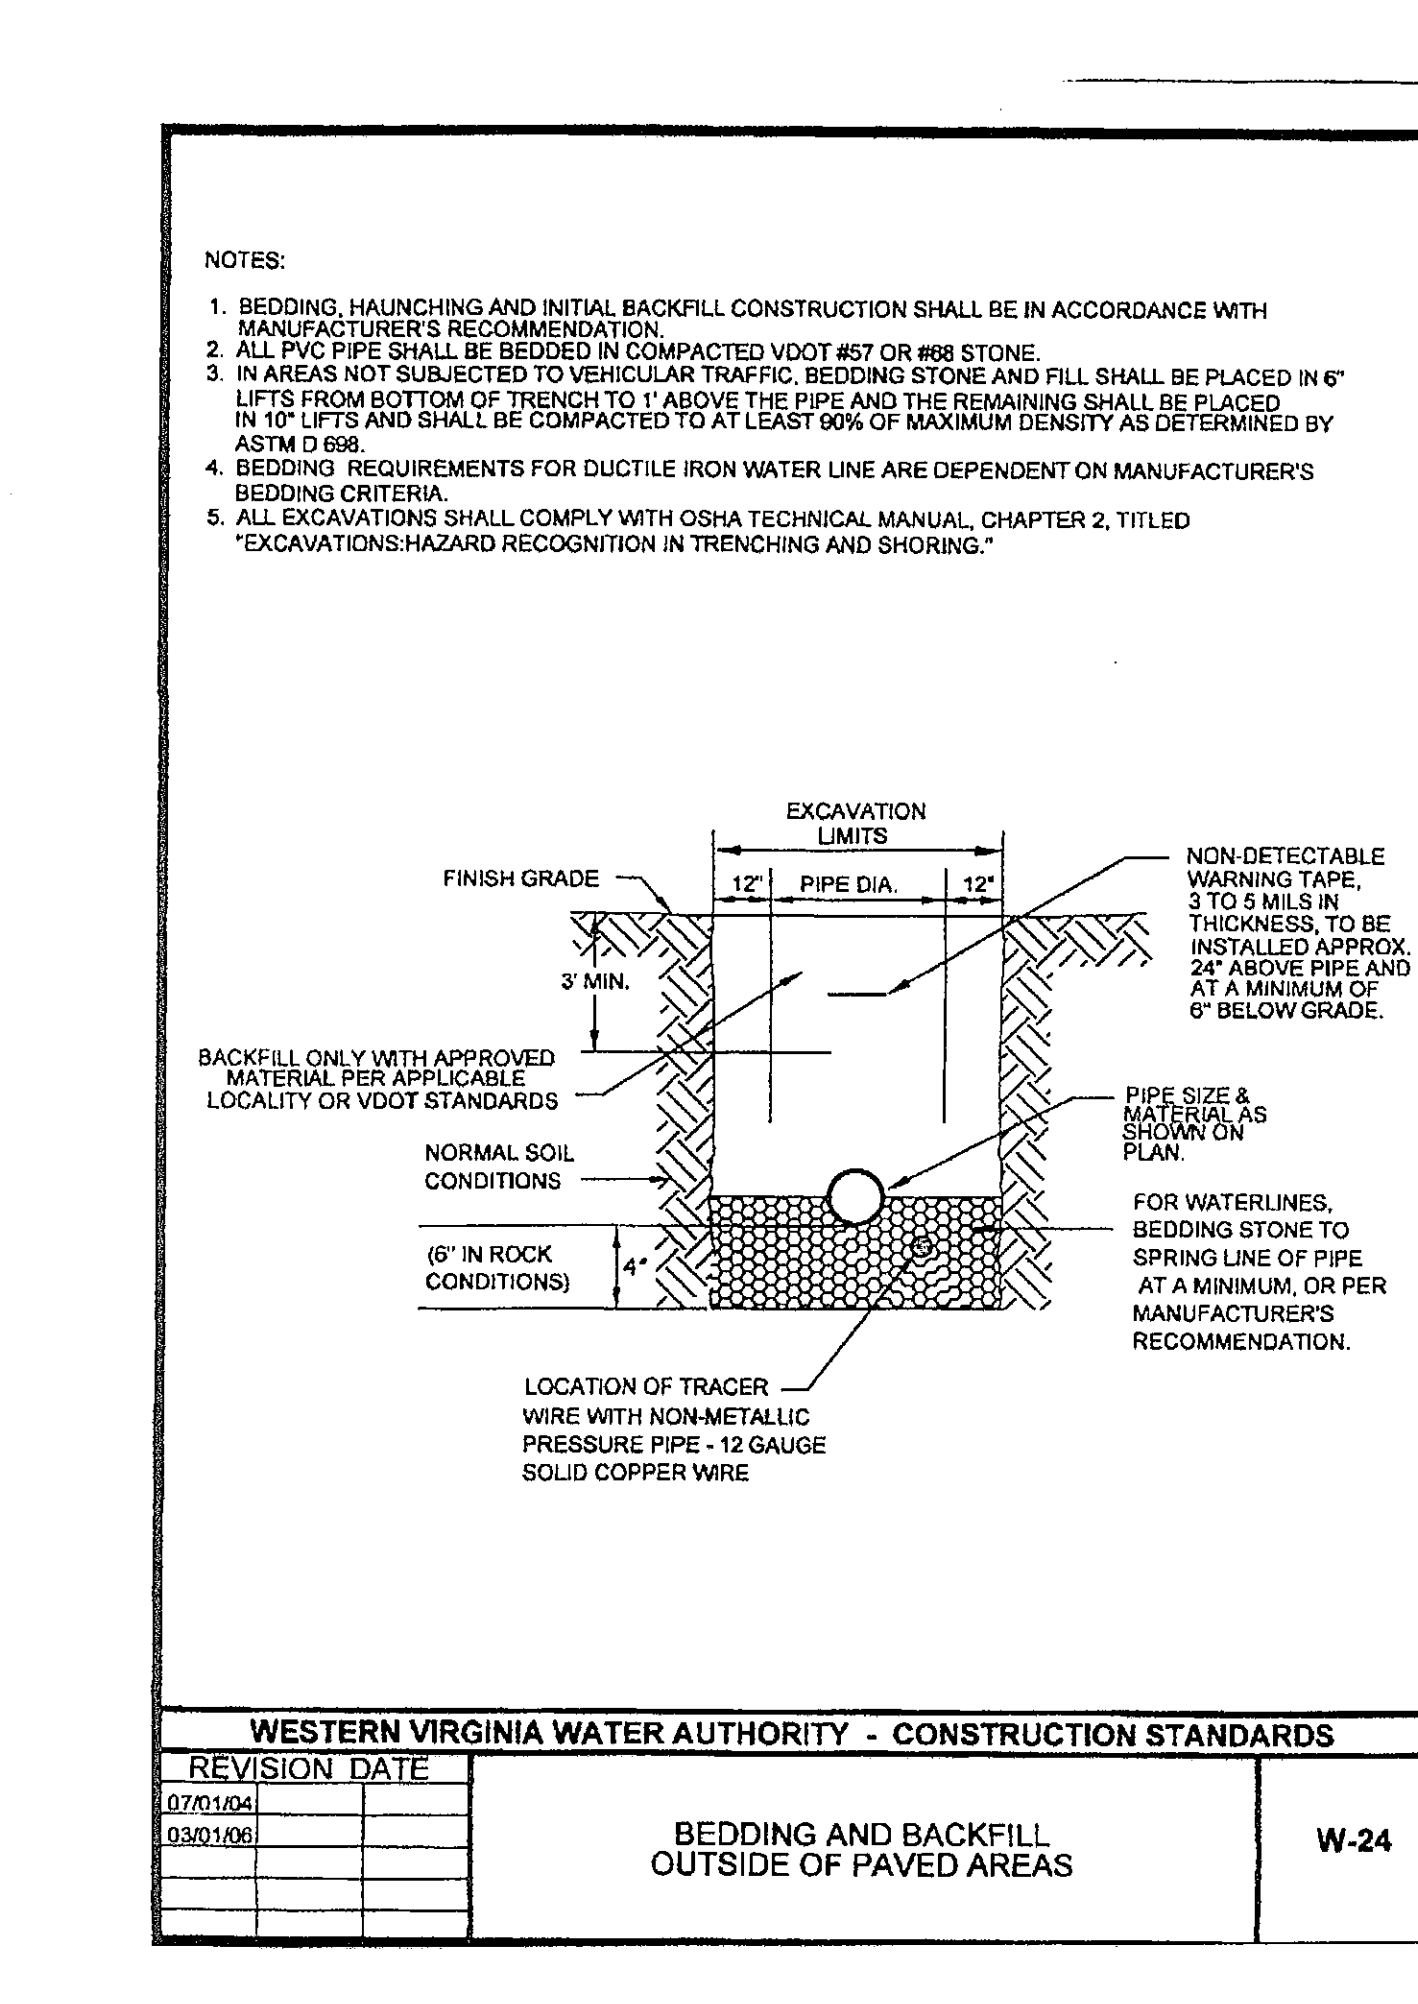 NOTES:
1. BEDDING, HAUNCHING AND INITIAL BACKFILL CONSTRUCTION SHALL BE IN ACCORDANCE WITH
MANUFACTURER'S RECOMMENDATION.
2. ALL PVC PIPE SHALL BE BEDDED IN COMPACTED VDOT #57 OR #68 STONE.
3. IN AREAS NOT SUBJECTED TO VEHICULAR TRAFFIC, BEDDING STONE AND FILL SHALL BE PLACED IN 6"
LIFTS FROM BOTTOM OF TRENCH TO 1' ABOVE THE PIPE AND THE REMAINING SHALL BE PLACED
IN 10" LIFTS AND SHALL BE COMPACTED TO AT LEAST 90% OF MAXIMUM DENSITY AS DETERMINED BY
ASTM D 698.
4. BEDDING REQUIREMENTS FOR DUCTILE IRON WATER LINE ARE DEPENDENT ON MANUFACTURER'S
BEDDING CRITERIA.
5. ALL EXCAVATIONS SHALL COMPLY WITH OSHA TECHNICAL MANUAL, CHAPTER 2, TITLED
"EXCAVATIONS:HAZARD RECOGNITION IN TRENCHING AND SHORING."
EXCAVATION
LIMITS
FINISH GRADE
12"
PIPE DIA.
12"
NON-DETECTABLE
WARNING TAPE,
3 TO 5 MILS IN
THICKNESS, TO BE
INSTALLED APPROX.
24" ABOVE PIPE AND
AT A MINIMUM OF
6" BELOW GRADE.
3' MIN.
BACKFILL ONLY WITH APPROVED
MATERIAL PER APPLICABLE
LOCALITY OR VDOT STANDARDS
PIPE SIZE &
MATERIAL AS
SHOWN ON
PLAN.
NORMAL SOIL
CONDITIONS
FOR WATERLINES,
BEDDING STONE TO
SPRING LINE OF PIPE
AT A MINIMUM, OR PER
MANUFACTURER'S
RECOMMENDATION.
(6" IN ROCK
CONDITIONS)
4"
LOCATION OF TRACER
WIRE WITH NON-METALLIC
PRESSURE PIPE - 12 GAUGE
SOLID COPPER WIRE
WESTERN VIRGINIA WATER AUTHORITY - CONSTRUCTION STANDARDS
REVISION DATE
07/01/04
03/01/06
BEDDING AND BACKFILL
OUTSIDE OF PAVED AREAS
W-24